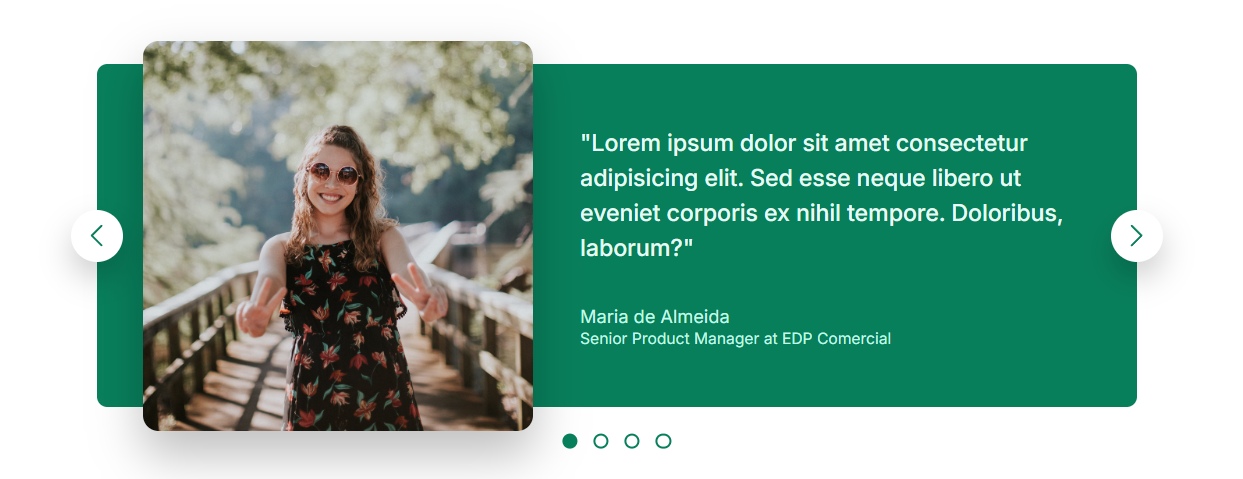 "Lorem ipsum dolor sit amet consectetur
adipisicing elit. Sed esse neque libero ut
eveniet corporis ex nihil tempore. Doloribus,
laborum?"
Maria de Almeida
Senior Product Manager at EDP Comercial